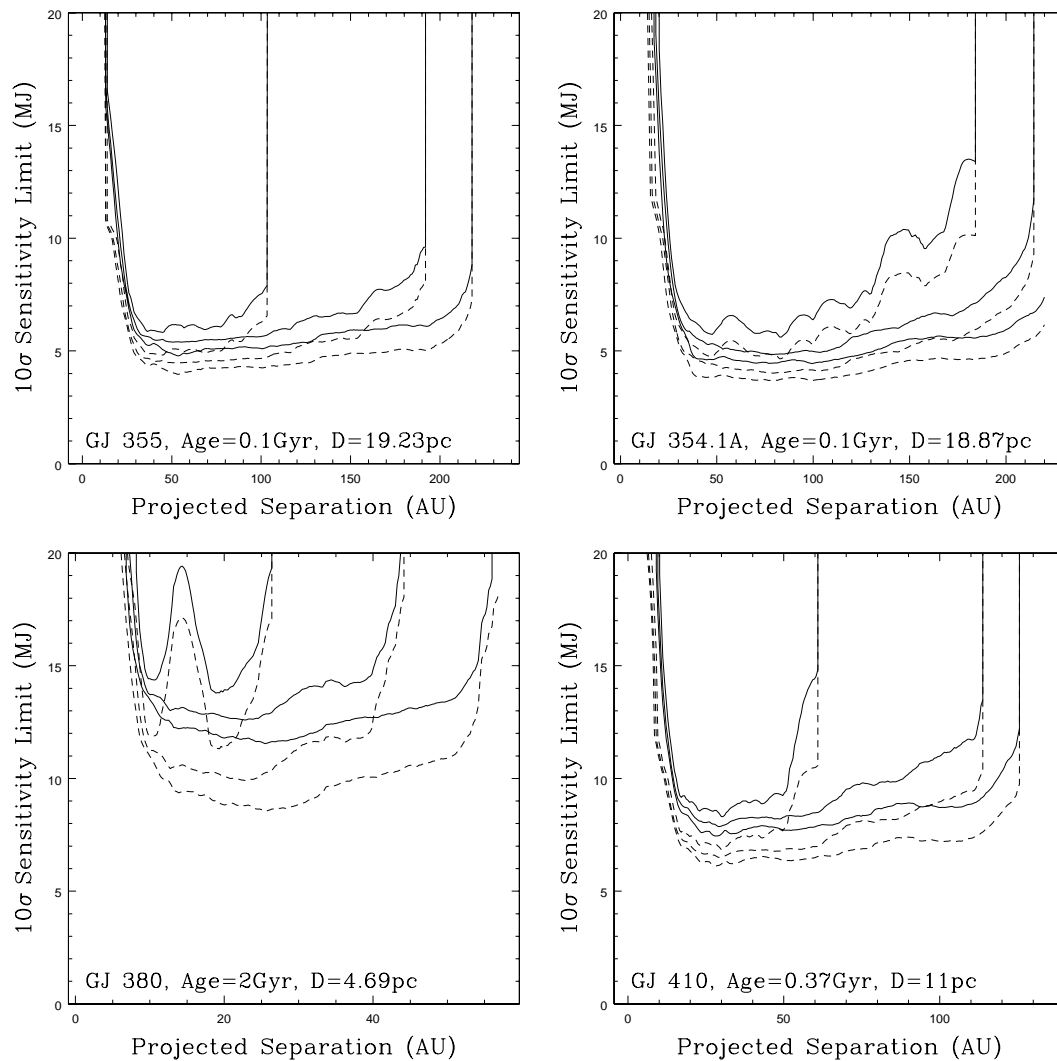 20
15
10
5
0
10σ Sensitivity Limit (MJ)
GJ 355, Age=0.1Gyr, D=19.23pc
0 50 100 150 200
Projected Separation (AU)
20
15
10
5
0
10σ Sensitivity Limit (MJ)
GJ 354.1A, Age=0.1Gyr, D=18.87pc
0 50 100 150 200
Projected Separation (AU)
20
15
10
5
0
10σ Sensitivity Limit (MJ)
GJ 380, Age=2Gyr, D=4.69pc
0 20 40
Projected Separation (AU)
20
15
10
5
0
10σ Sensitivity Limit (MJ)
GJ 410, Age=0.37Gyr, D=11pc
0 50 100
Projected Separation (AU)